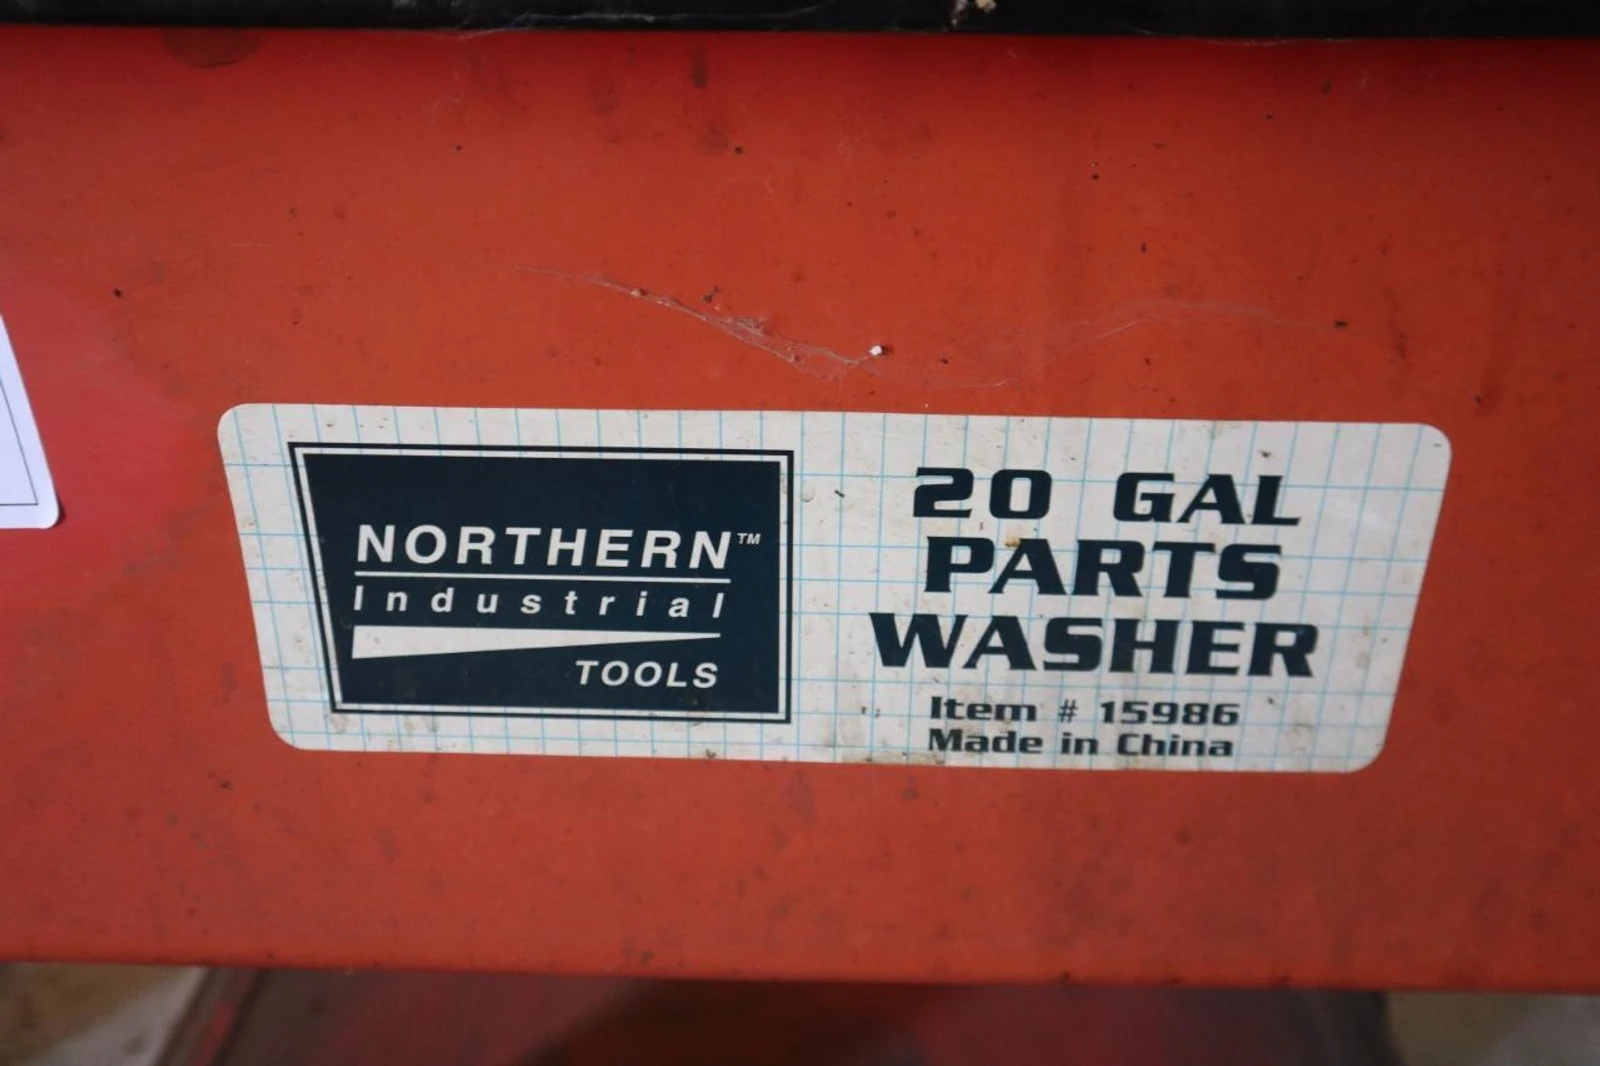 NORTHERN™
Industrial
TOOLS
20 GAL
PARTS
WASHER
Item # 15986
Made in China